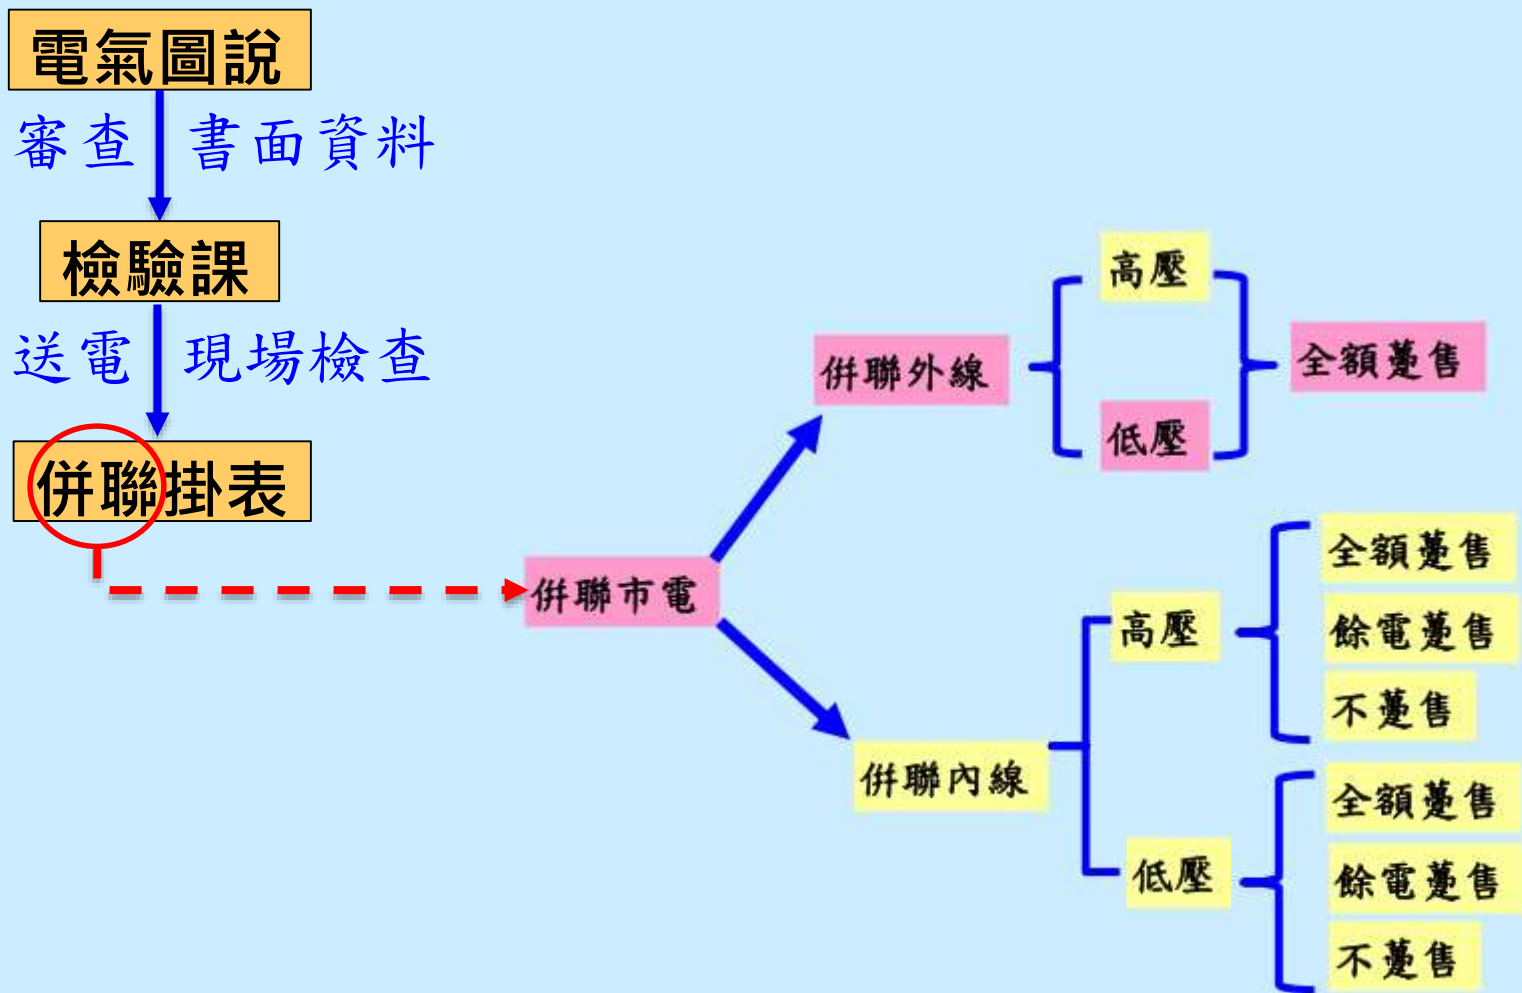 電氣圖說
審查 書面資料
檢驗課
送電 現場檢查
併聯掛表
併聯市電
併聯外線
高壓
低壓
全額躉售
併聯內線
高壓
全額躉售
餘電躉售
不躉售
低壓
全額躉售
餘電躉售
不躉售